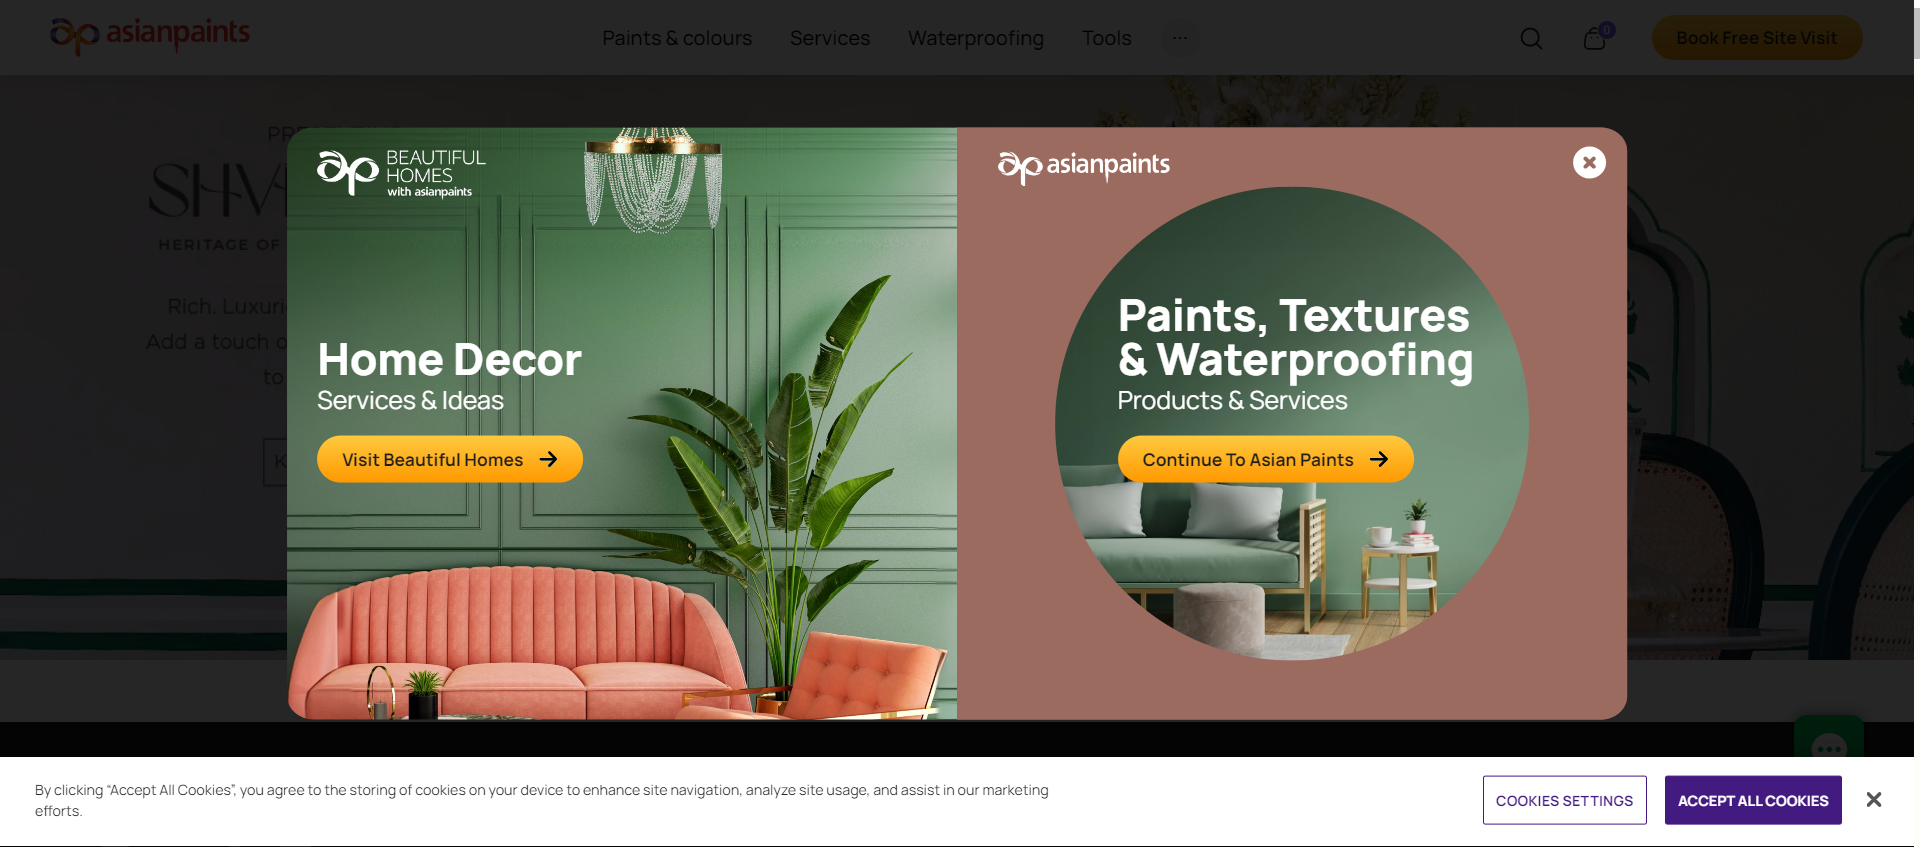 asianpaints
Paints & colours
Services
Waterproofing
Tools
...
0
Book Free Site Visit
HERITAGE OF
Rich. Luxuri
Add a touch o
to
BEAUTIFUL
HOMES
with asianpaints
Home Decor
Services & Ideas
Visit Beautiful Homes
asianpaints
Paints, Textures
& Waterproofing
Products & Services
Continue To Asian Paints
By clicking “Accept All Cookies”, you agree to the storing of cookies on your device to enhance site navigation, analyze site usage, and assist in our marketing
efforts.
COOKIES SETTINGS
ACCEPT ALL COOKIES